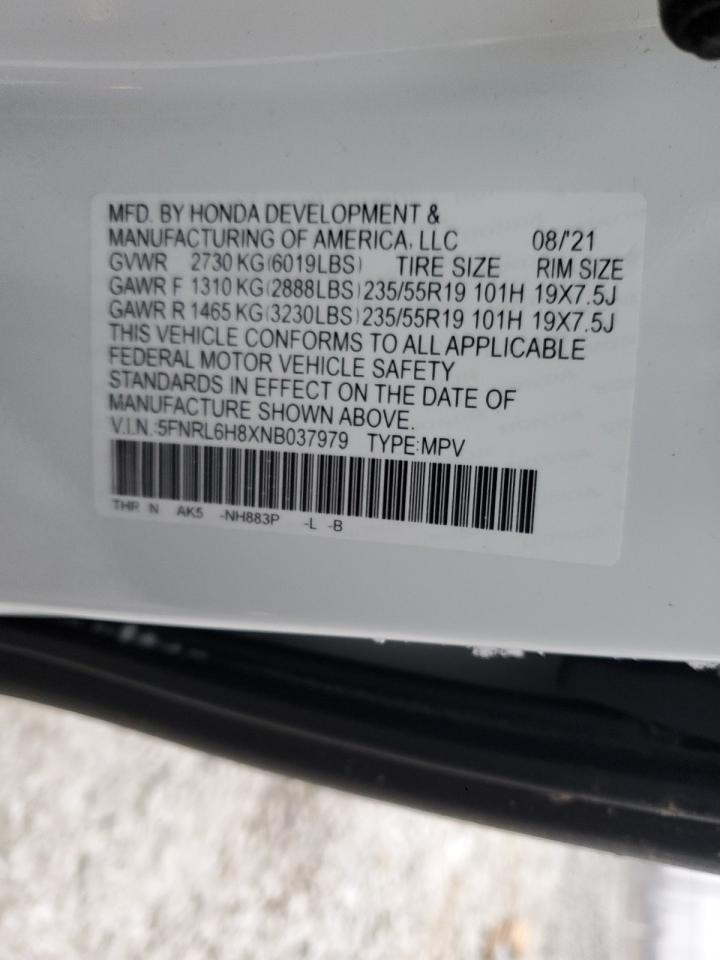 MFD. BY HONDA DEVELOPMENT &
MANUFACTURING OF AMERICA, LLC 08/'21
GVWR 2730 KG(6019LBS) TIRE SIZE RIM SIZE
GAWR F 1310 KG(2888LBS)235/55R19 101H 19X7.5J
GAWR R 1465 KG(3230LBS)235/55R19 101H 19X7.5J
THIS VEHICLE CONFORMS TO ALL APPLICABLE
FEDERAL MOTOR VEHICLE SAFETY
STANDARDS IN EFFECT ON THE DATE OF
MANUFACTURE SHOWN ABOVE.
V.I.N.:5FNRL6H8XNB037979 TYPE:MPV
THR N AK5 -NH883P -L -B